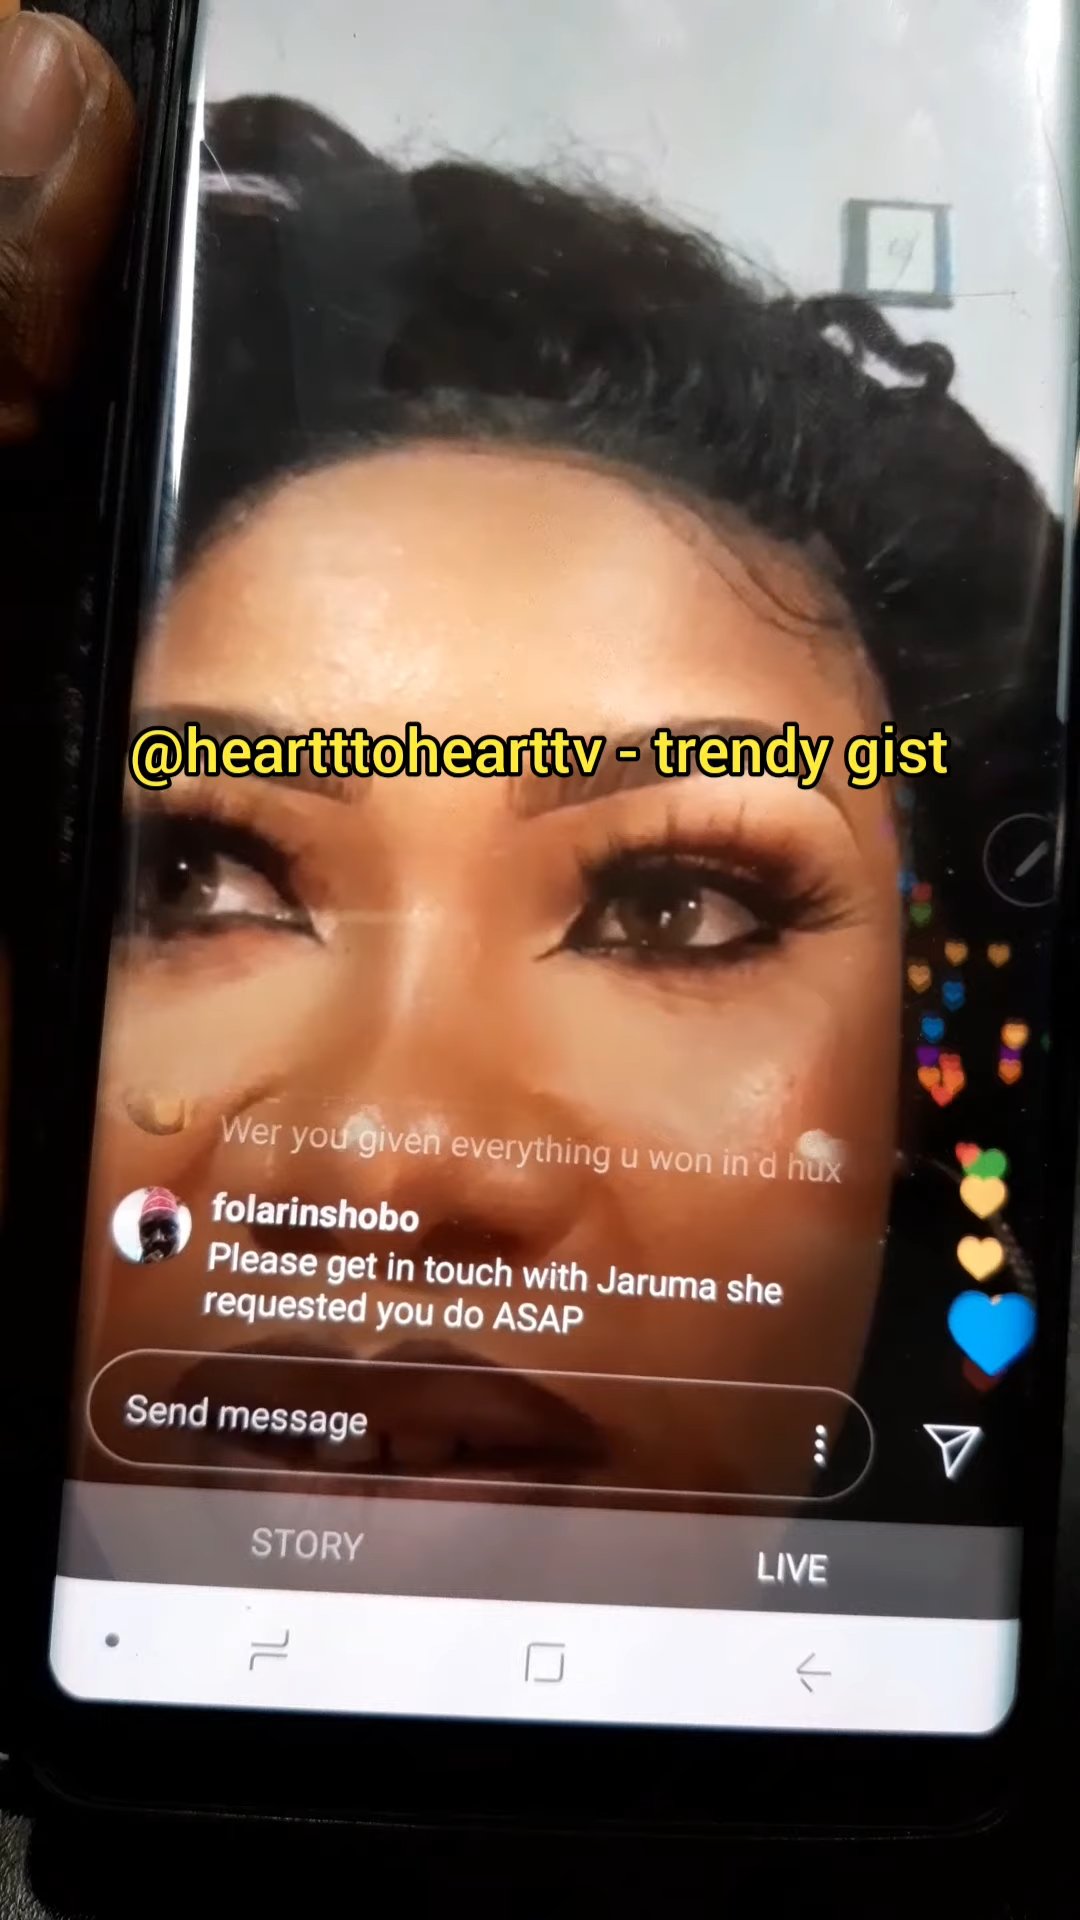 @heartttohearttv - trendy gist
Wer you given everything u won in d hux
folarinshobo
Please get in touch with Jaruma she
requested you do ASAP
Send message
STORY
LIVE